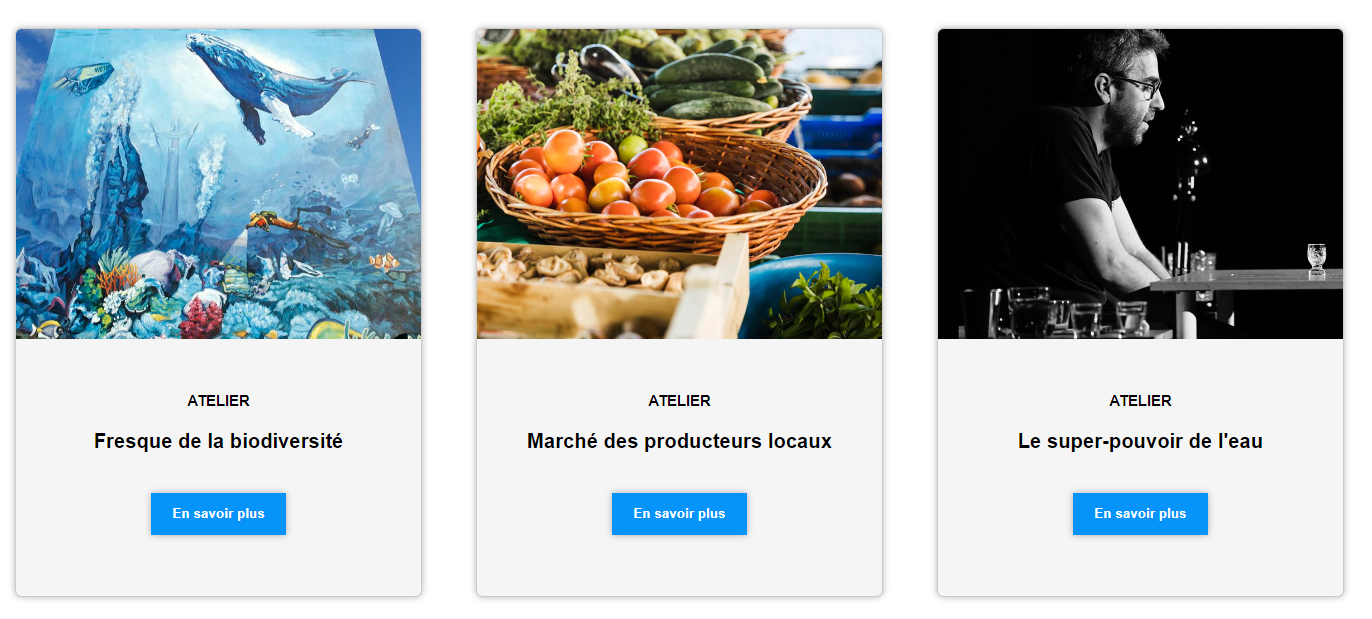 ATELIER
Fresque de la biodiversité
En savoir plus
ATELIER
Marché des producteurs locaux
En savoir plus
ATELIER
Le super-pouvoir de l'eau
En savoir plus